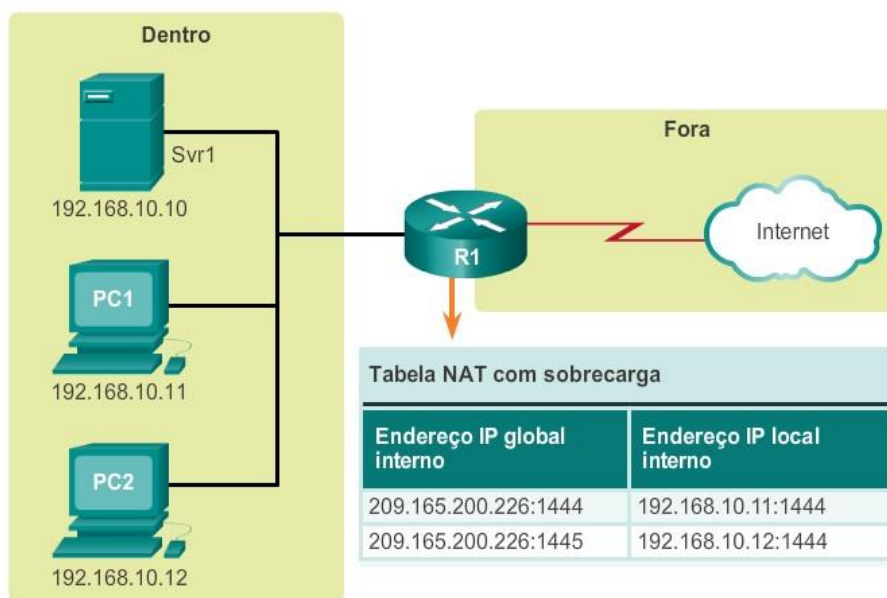 Dentro
Svr1
192.168.10.10
PC1
192.168.10.11
PC2
192.168.10.12
Fora
R1
Internet
Tabela NAT com sobrecarga
Endereço IP global
interno
Endereço IP local
interno
209.165.200.226:1444 192.168.10.11:1444
209.165.200.226:1445 192.168.10.12:1444